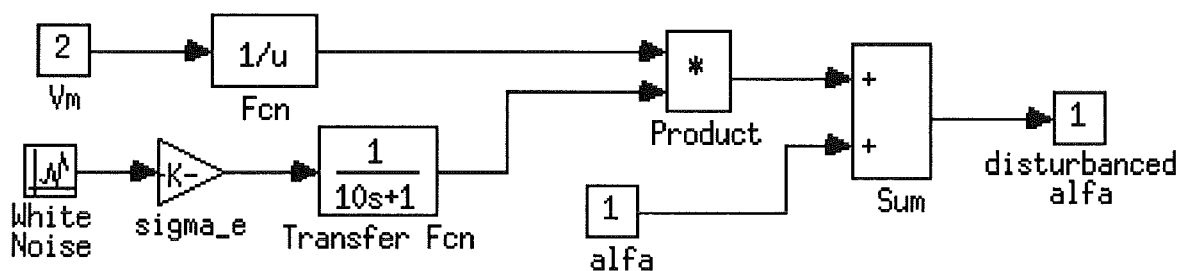 2
Vm
1/u
Fcn
*
Product
+
+
Sum
1
disturbanced
alfa
White
Noise
-K-
sigma_e
1
10s+1
Transfer Fcn
1
alfa